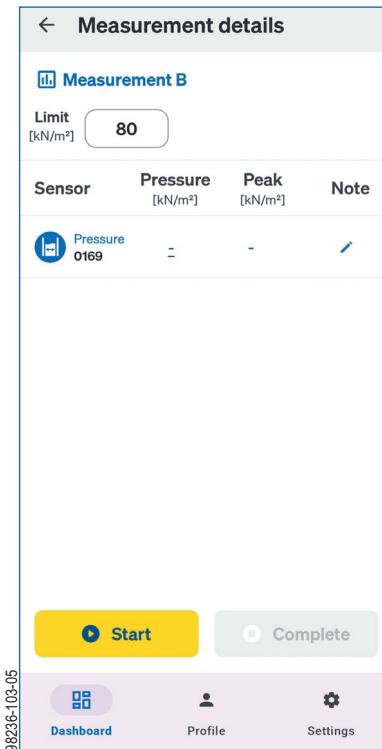 ← Measurement details
Measurement B
Limit
[kN/m²] 80
Sensor Pressure Peak Note
[kN/m²] [kN/m²]
Pressure
0169 - -
Start Complete
Dashboard Profile Settings
98236-103-05